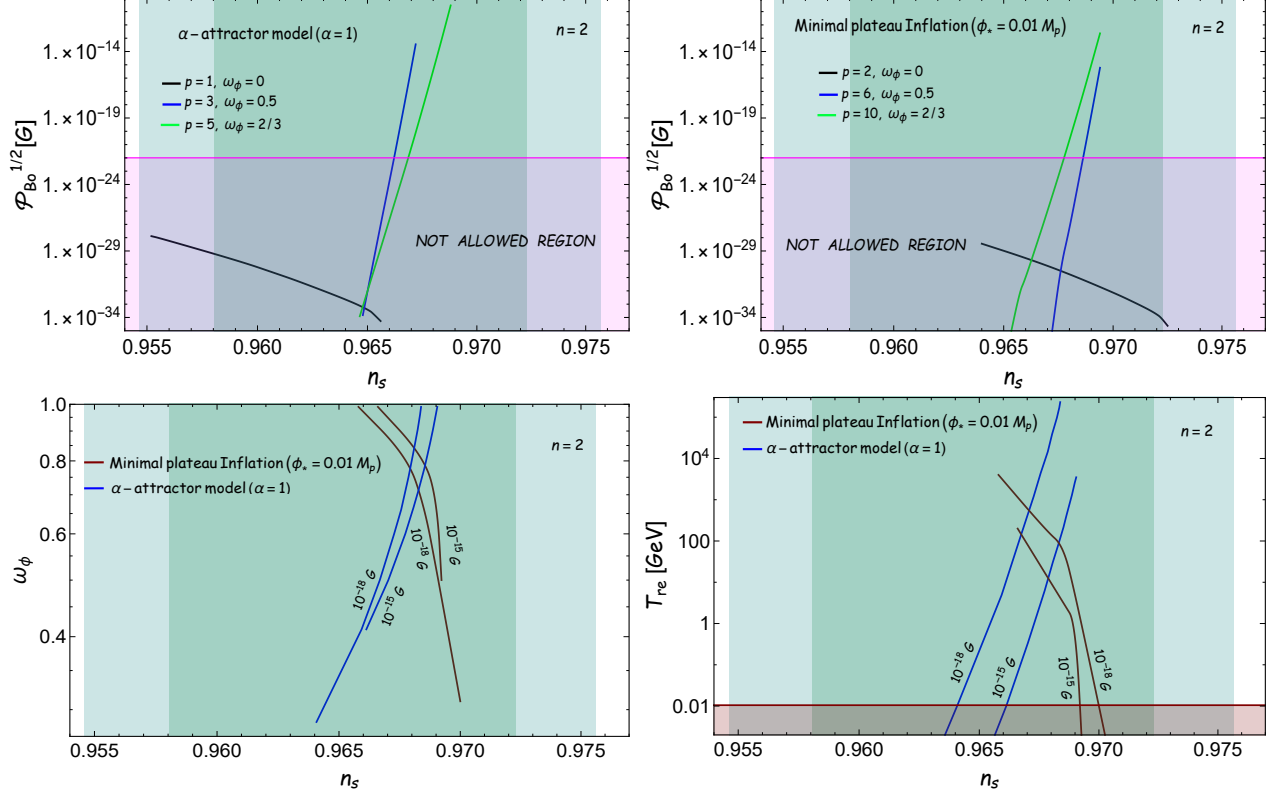 α−attractor model (α = 1)
n = 2
p = 1, ω_ϕ = 0
p = 3, ω_ϕ = 0.5
p = 5, ω_ϕ = 2/3
NOT ALLOWED REGION
1.×10⁻¹⁴
1.×10⁻¹⁹
1.×10⁻²⁴
1.×10⁻²⁹
1.×10⁻³⁴
𝒫_Bo^1/2 [G]
0.955 0.960 0.965 0.970 0.975
n_s
Minimal plateau Inflation (ϕ_* = 0.01 M_p)
n = 2
p = 2, ω_ϕ = 0
p = 6, ω_ϕ = 0.5
p = 10, ω_ϕ = 2/3
NOT ALLOWED REGION
1.×10⁻¹⁴
1.×10⁻¹⁹
1.×10⁻²⁴
1.×10⁻²⁹
1.×10⁻³⁴
𝒫_Bo^1/2 [G]
0.955 0.960 0.965 0.970 0.975
n_s
n = 2
Minimal plateau Inflation (ϕ_* = 0.01 M_p)
α−attractor model (α = 1)
10⁻¹⁸ G
10⁻¹⁵ G
10⁻¹⁸ G
10⁻¹⁵ G
1.0
0.8
0.6
0.4
ω_ϕ
0.955 0.960 0.965 0.970 0.975
n_s
Minimal plateau Inflation (ϕ_* = 0.01 M_p)
α−attractor model (α = 1)
n = 2
10⁻¹⁸ G
10⁻¹⁵ G
10⁻¹⁵ G
10⁻¹⁸ G
10⁴
100
1
0.01
T_re [GeV]
0.955 0.960 0.965 0.970 0.975
n_s